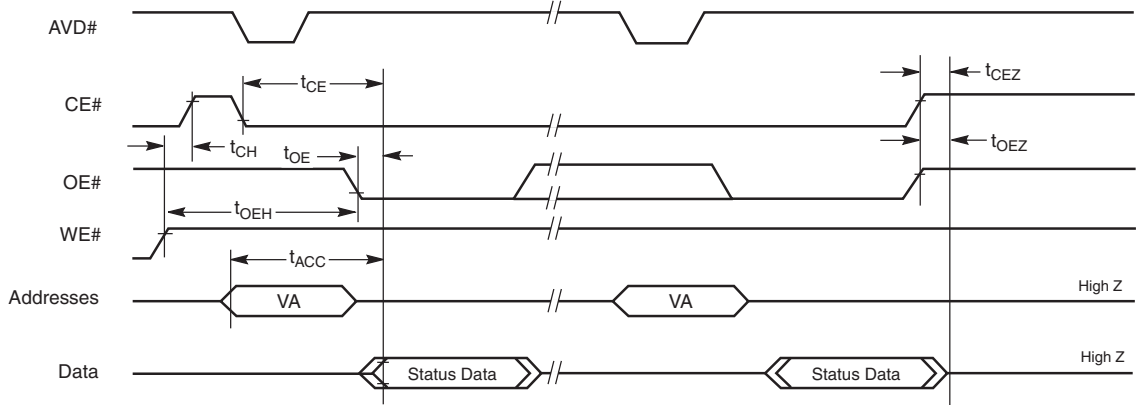 AVD#
tCEZ
tCE
CE#
tCH
tOE
tOEZ
OE#
tOEH
WE#
tACC
Addresses
VA
VA
High Z
Data
Status Data
Status Data
High Z